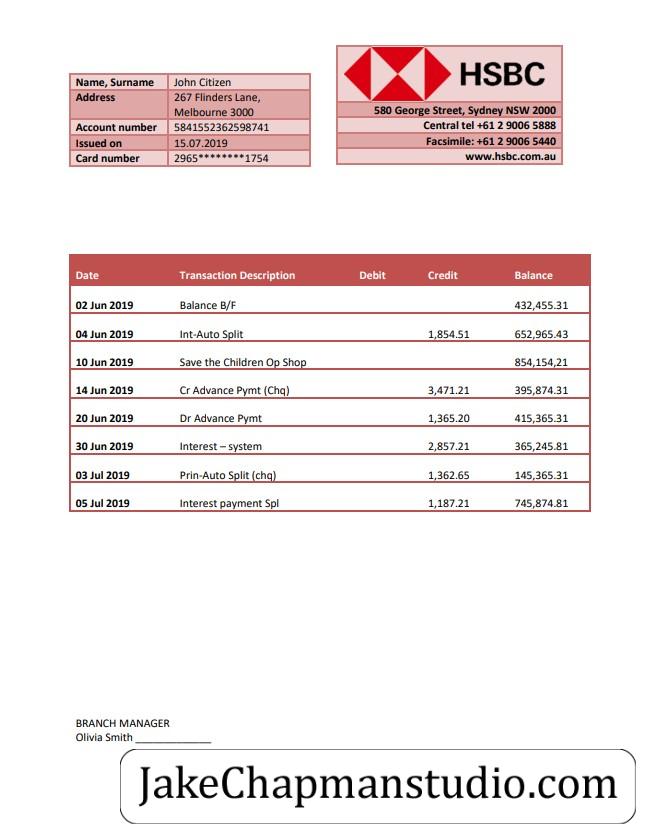 HSBC
Name, Surname John Citizen
Address 267 Flinders Lane,
Melbourne 3000
Account number 5841552362598741
Issued on 15.07.2019
Card number 2965********1754
580 George Street, Sydney NSW 2000
Central tel +61 2 9006 5888
Facsimile: +61 2 9006 5440
www.hsbc.com.au
Date Transaction Description Debit Credit Balance
02 Jun 2019 Balance B/F 432,455.31
04 Jun 2019 Int-Auto Split 1,854.51 652,965.43
10 Jun 2019 Save the Children Op Shop 854,154,21
14 Jun 2019 Cr Advance Pymt (Chq) 3,471.21 395,874.31
20 Jun 2019 Dr Advance Pymt 1,365.20 415,365.31
30 Jun 2019 Interest – system 2,857.21 365,245.81
03 Jul 2019 Prin-Auto Split (chq) 1,362.65 145,365.31
05 Jul 2019 Interest payment Spl 1,187.21 745,874.81
BRANCH MANAGER
Olivia Smith _____________
JakeChapmanstudio.com